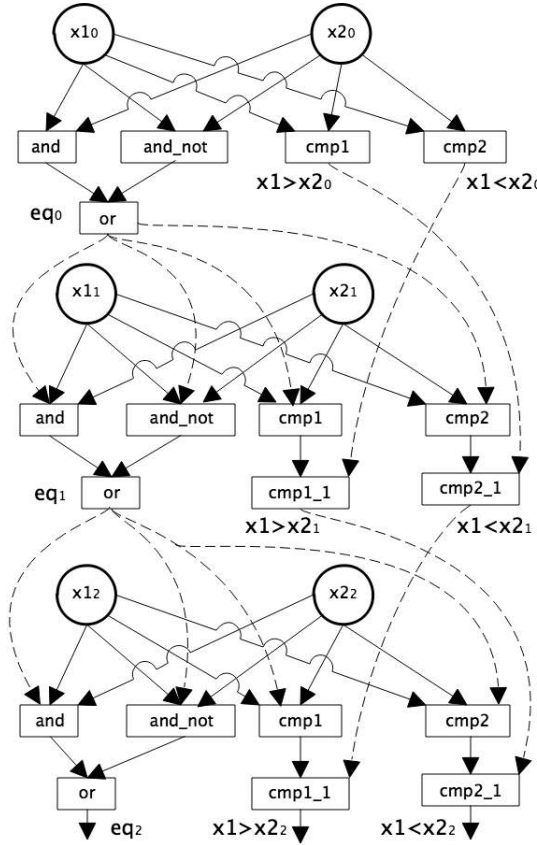 x1₀ x2₀
and and_not cmp1 cmp2
x1>x2₀ x1<x2₀
eq₀ or
x1₁ x2₁
and and_not cmp1 cmp2
eq₁ or cmp1_1 cmp2_1
x1>x2₁ x1<x2₁
x1₂ x2₂
and and_not cmp1 cmp2
or cmp1_1 cmp2_1
eq₂ x1>x2₂ x1<x2₂